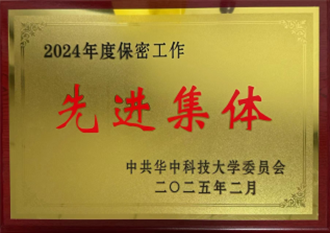 2024年度保密工作
先进集体
中共华中科技大学委员会
二〇二五年二月